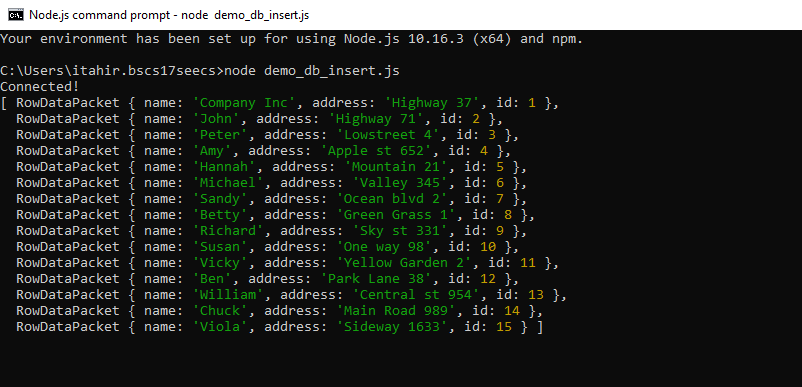 Node.js command prompt - node  demo_db_insert.js
Your environment has been set up for using Node.js 10.16.3 (x64) and npm.
C:\Users\itahir.bscs17seecs>node demo_db_insert.js
Connected!
[ RowDataPacket { name: 'Company Inc', address: 'Highway 37', id: 1 },
  RowDataPacket { name: 'John', address: 'Highway 71', id: 2 },
  RowDataPacket { name: 'Peter', address: 'Lowstreet 4', id: 3 },
  RowDataPacket { name: 'Amy', address: 'Apple st 652', id: 4 },
  RowDataPacket { name: 'Hannah', address: 'Mountain 21', id: 5 },
  RowDataPacket { name: 'Michael', address: 'Valley 345', id: 6 },
  RowDataPacket { name: 'Sandy', address: 'Ocean blvd 2', id: 7 },
  RowDataPacket { name: 'Betty', address: 'Green Grass 1', id: 8 },
  RowDataPacket { name: 'Richard', address: 'Sky st 331', id: 9 },
  RowDataPacket { name: 'Susan', address: 'One way 98', id: 10 },
  RowDataPacket { name: 'Vicky', address: 'Yellow Garden 2', id: 11 },
  RowDataPacket { name: 'Ben', address: 'Park Lane 38', id: 12 },
  RowDataPacket { name: 'William', address: 'Central st 954', id: 13 },
  RowDataPacket { name: 'Chuck', address: 'Main Road 989', id: 14 },
  RowDataPacket { name: 'Viola', address: 'Sideway 1633', id: 15 } ]